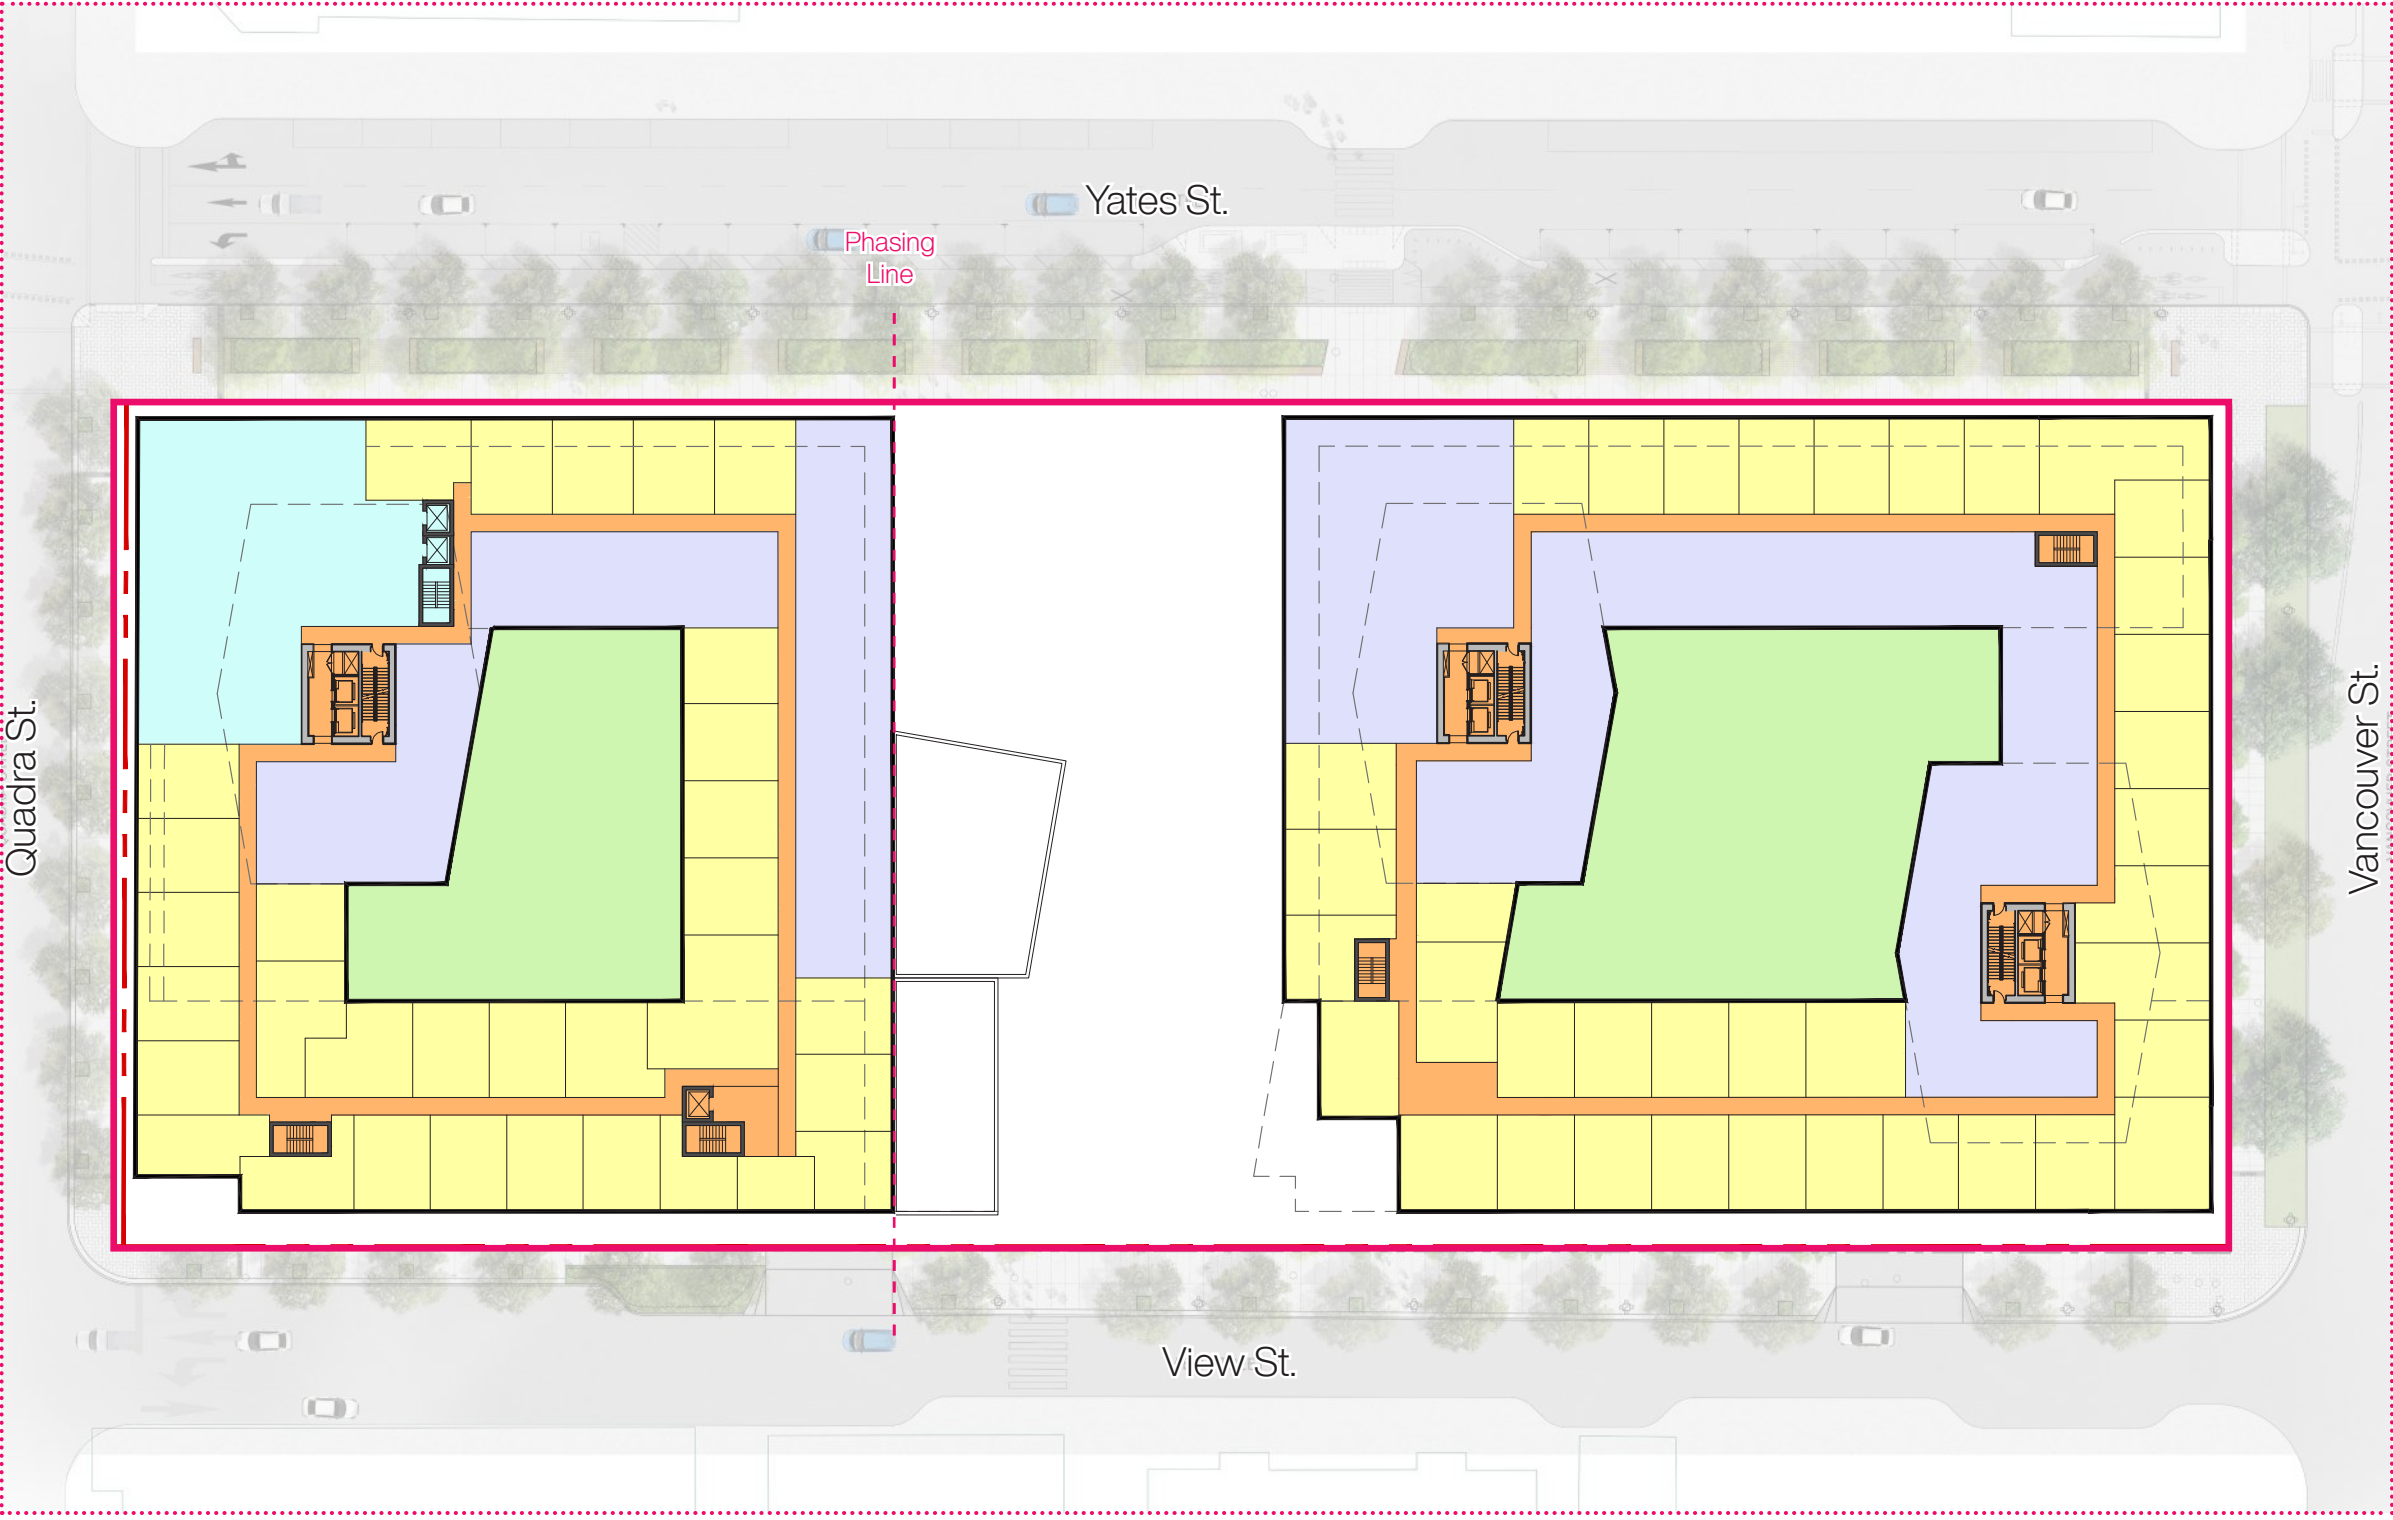 Yates St.
Phasing
Line
Quadra St.
Vancouver St.
View St.